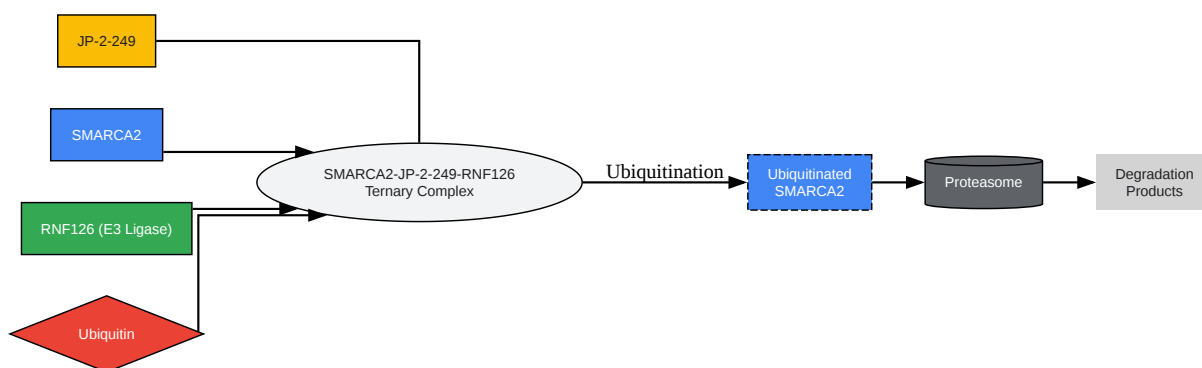 JP-2-249
SMARCA2
RNF126 (E3 Ligase)
Ubiquitin
SMARCA2-JP-2-249-RNF126
Ternary Complex
Ubiquitination
Ubiquitinated
SMARCA2
Proteasome
Degradation
Products